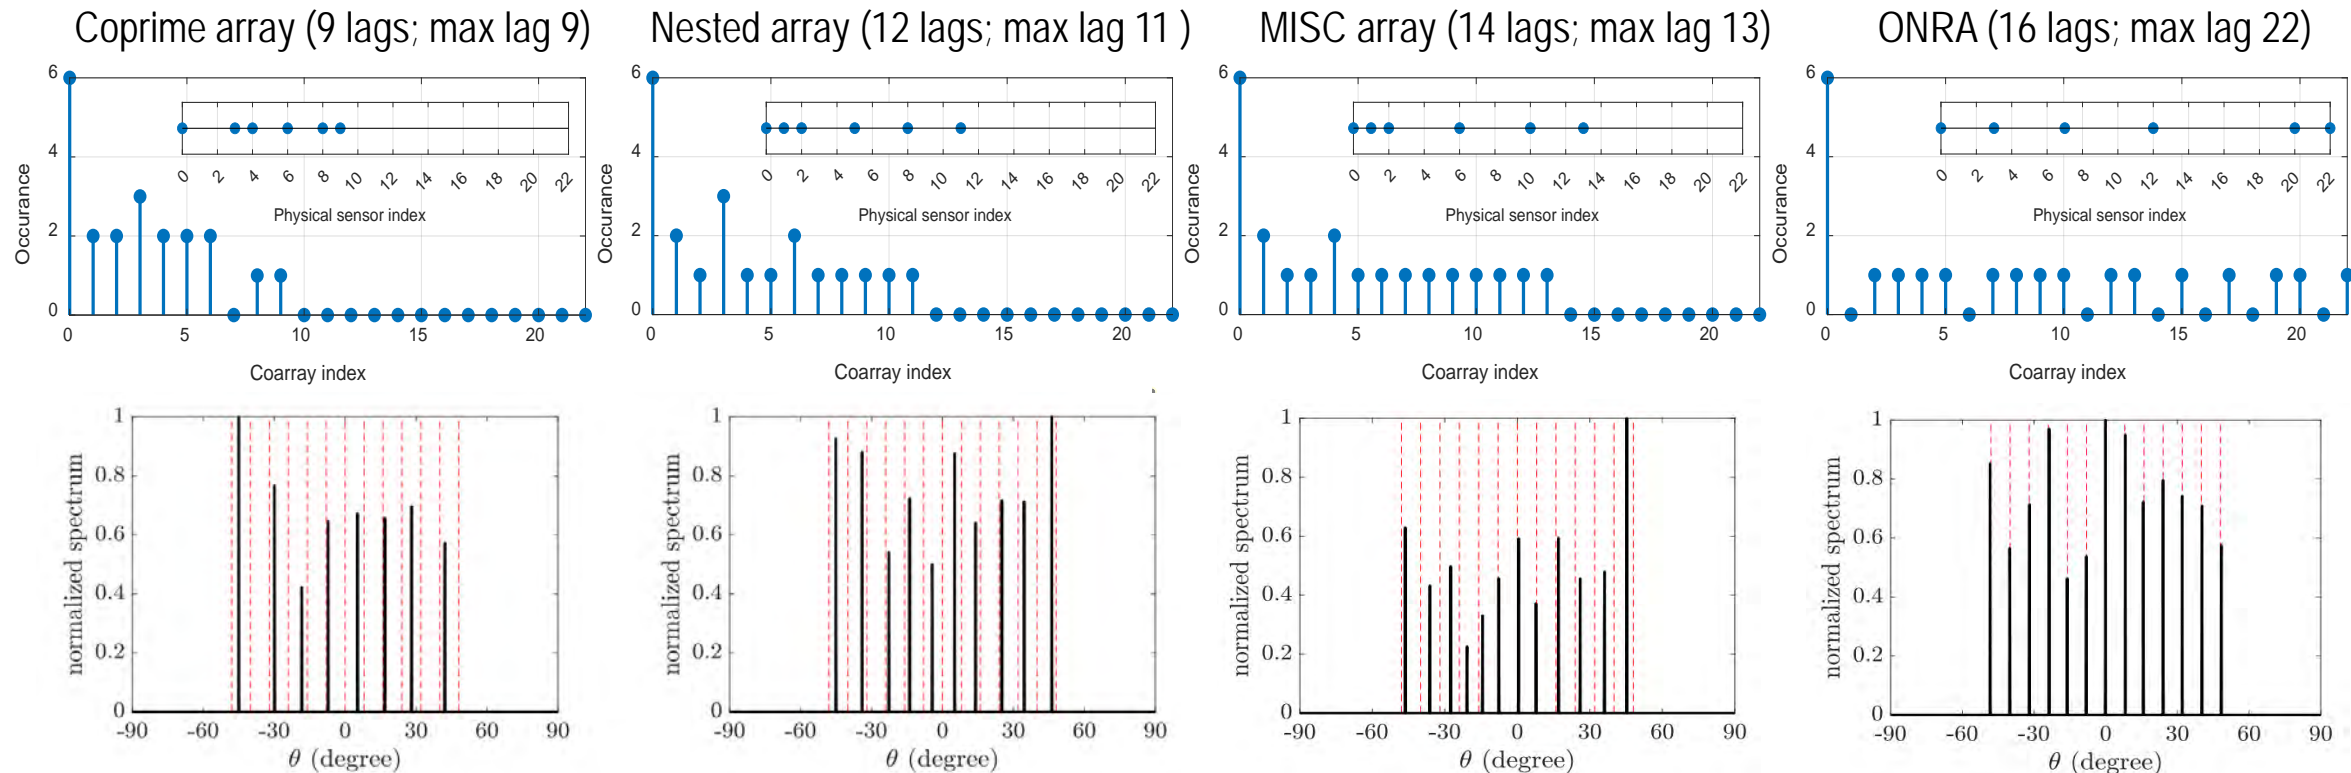 Coprime array (9 lags; max lag 9)
Nested array (12 lags; max lag 11 )
MISC array (14 lags; max lag 13)
ONRA (16 lags; max lag 22)
6
4
2
0
Occurance
0 2 4 6 8 10 12 14 16 18 20 22
Physical sensor index
0 5 10 20
Coarray index
6
4
2
0
Occurance
0 2 4 6 8 10 12 14 16 18 20 22
Physical sensor index
0 5 10 20
Coarray index
6
4
2
0
Occurance
0 2 4 6 8 10 12 14 16 18 20 22
Physical sensor index
0 5 10 20
Coarray index
6
4
2
0
Occurance
0 2 4 6 8 10 12 14 16 18 20 22
Physical sensor index
0 5 10 20
Coarray index
1
0.8
0.6
0.4
0.2
0
normalized spectrum
-90 -60 -30 0 30 60 90
θ (degree)
1
0.8
0.6
0.4
0.2
0
normalized spectrum
-90 -60 -30 0 30 60 90
θ (degree)
1
0.8
0.6
0.4
0.2
0
normalized spectrum
-90 -60 -30 0 30 60 90
θ (degree)
1
0.8
0.6
0.4
0.2
0
normalized spectrum
-90 -60 -30 0 30 60 90
θ (degree)